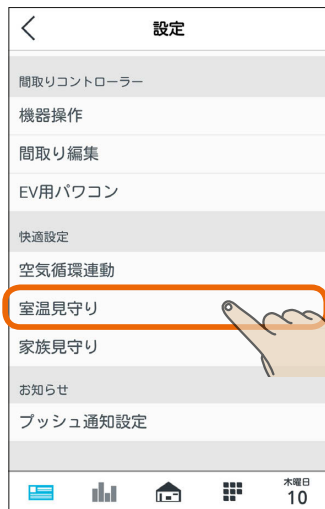 設定
間取りコントローラー
機器操作
間取り編集
EV用パワコン
快適設定
空気循環連動
室温見守り
家族見守り
お知らせ
プッシュ通知設定
木曜日
10